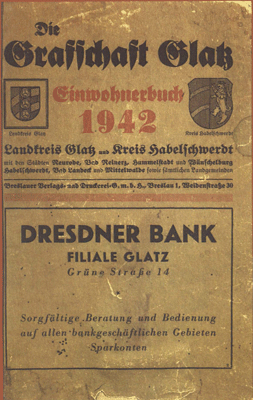 Die
Grafschaft Glatz
Einwohnerbuch
1942
Landkreis Glatz
Kreis Habelschwerdt
Landkreis Glatz und Kreis Habelschwerdt
mit den Städten Neurode, Bad Reinerz, Hummelstadt und Wünschelburg
Habelschwerdt, Bad Landeck und Mittelwalde sowie sämtlichen Landgemeinden
Breslauer Verlags- und Druckerei-G.m.b.H., Breslau 1, Weidenstraße 30
DRESDNER BANK
FILIALE GLATZ
Grüne Straße 14
Sorgfältige Beratung und Bedienung
auf allen bankgeschäftlichen Gebieten
Sparkonten